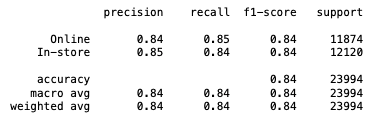 precision recall f1-score support
Online 0.84 0.85 0.84 11874
In-store 0.85 0.84 0.84 12120
accuracy 0.84 23994
macro avg 0.84 0.84 0.84 23994
weighted avg 0.84 0.84 0.84 23994